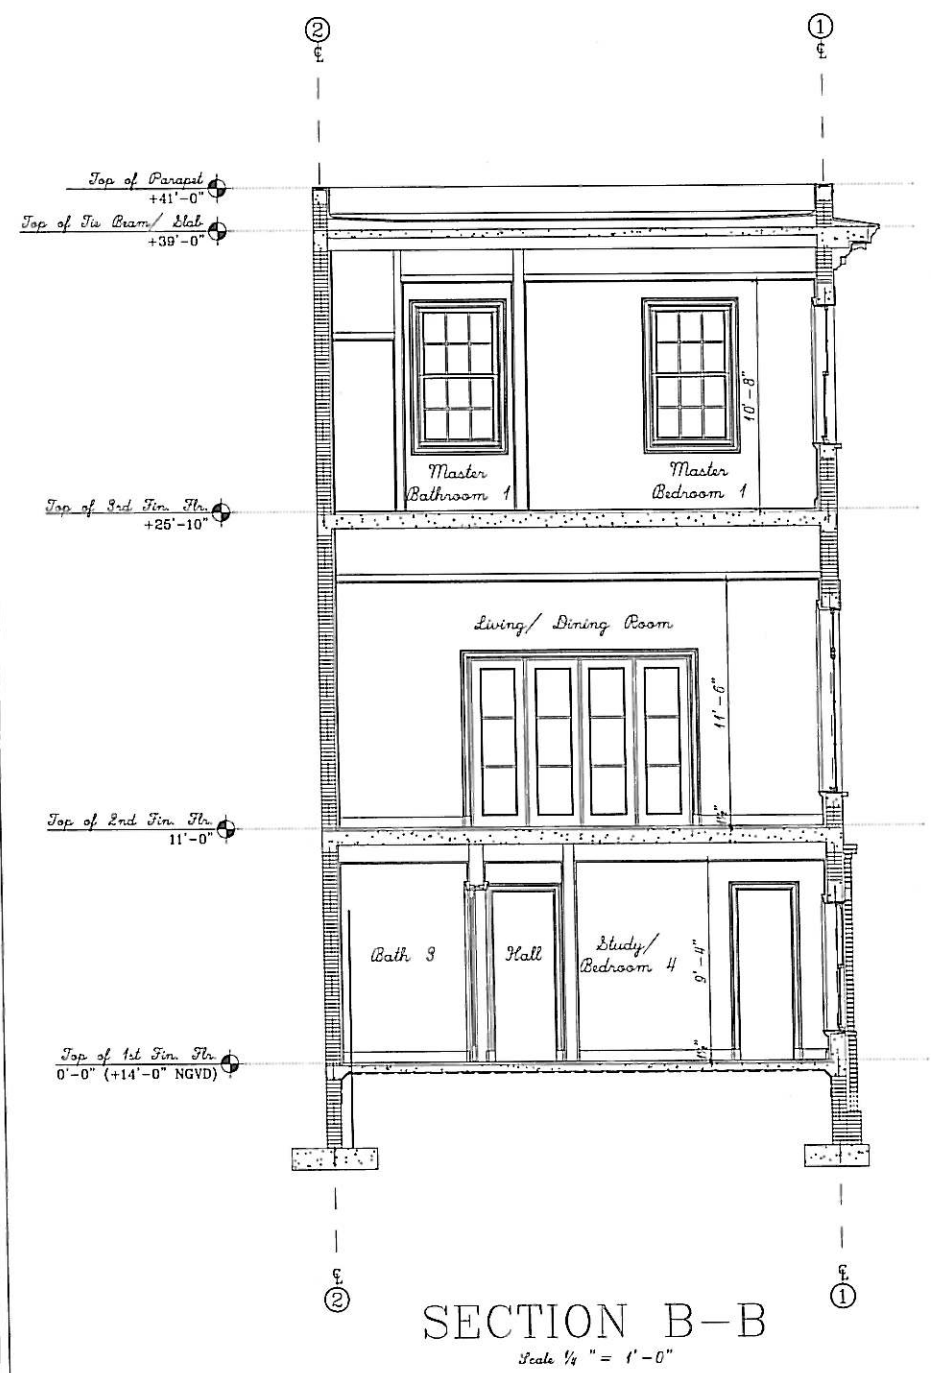 2 1
℄ ℄
Top of Parapet
+41'-0"
Top of Tie Beam/ Slab
+39'-0"
10'-8"
Master
Bathroom 1
Master
Bedroom 1
Top of 3rd Fin. Flr.
+25'-10"
Living/ Dining Room
11'-6"
Top of 2nd Fin. Flr.
11'-0"
Bath 3
Hall
Study/
Bedroom 4
9'-4"
Top of 1st Fin. Flr.
0'-0" (+14'-0" NGVD)
℄ ℄
2 1
SECTION B-B
Scale 1/4 "= 1'-0"